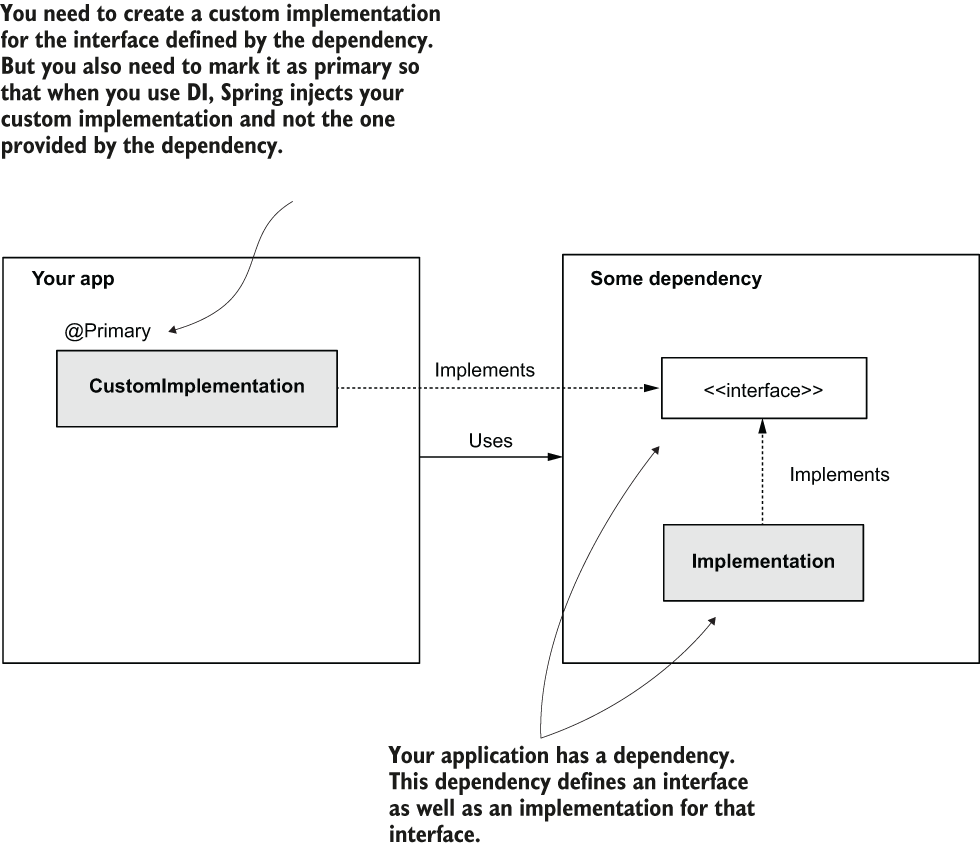 You need to create a custom implementation
for the interface defined by the dependency.
But you also need to mark it as primary so
that when you use DI, Spring injects your
custom implementation and not the one
provided by the dependency.
Your app
@Primary
CustomImplementation
Implements
Uses
Some dependency
<<interface>>
Implements
Implementation
Your application has a dependency.
This dependency defines an interface
as well as an implementation for that
interface.